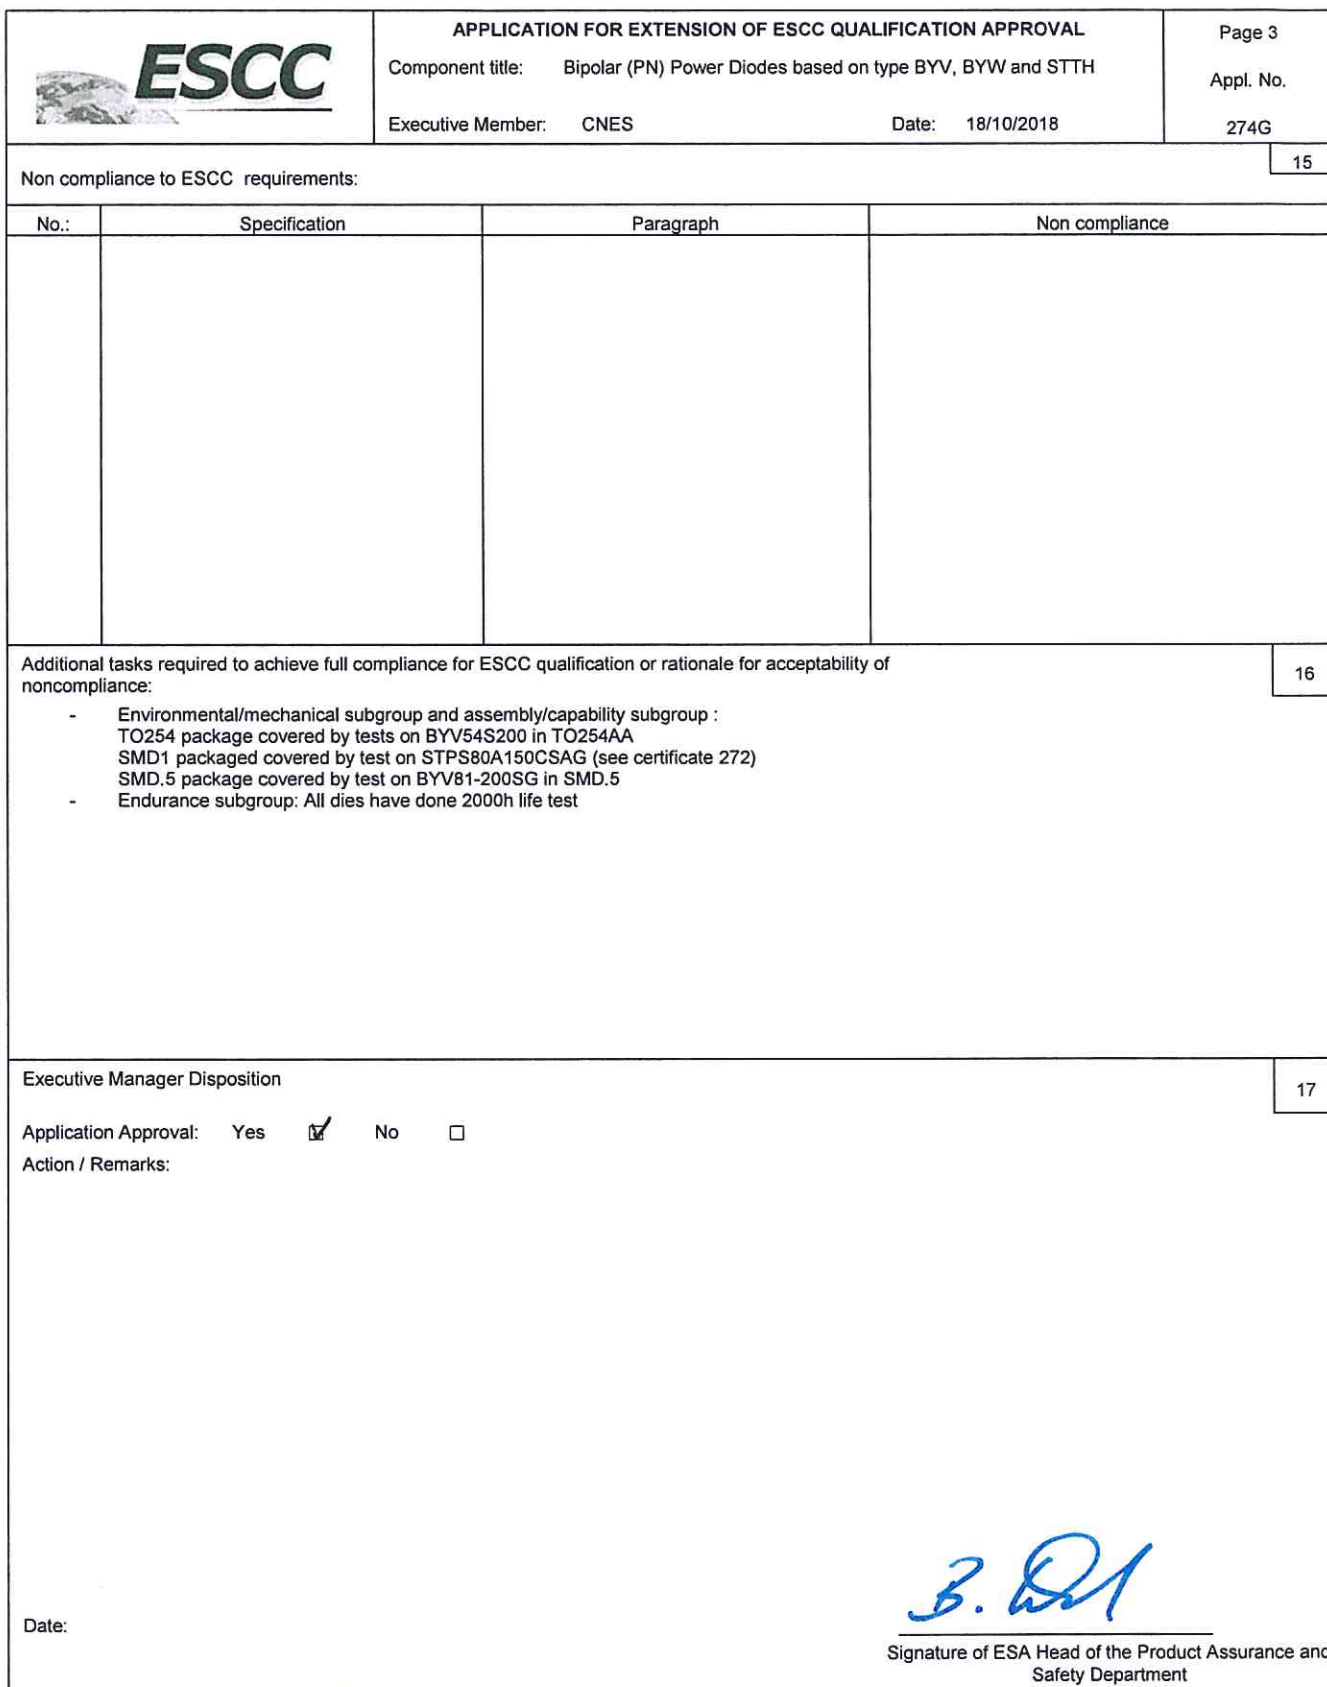 ESCC
APPLICATION FOR EXTENSION OF ESCC QUALIFICATION APPROVAL
Component title: Bipolar (PN) Power Diodes based on type BYV, BYW and STTH
Executive Member: CNES Date: 18/10/2018
Page 3
Appl. No.
274G
15
Non compliance to ESCC requirements:
No.: Specification Paragraph Non compliance
Additional tasks required to achieve full compliance for ESCC qualification or rationale for acceptability of
noncompliance:
16
- Environmental/mechanical subgroup and assembly/capability subgroup :
TO254 package covered by tests on BYV54S200 in TO254AA
SMD1 packaged covered by test on STPS80A150CSAG (see certificate 272)
SMD.5 package covered by test on BYV81-200SG in SMD.5
- Endurance subgroup: All dies have done 2000h life test
Executive Manager Disposition
17
Application Approval: Yes ☑ No ☐
Action / Remarks:
Date:
B.
Signature of ESA Head of the Product Assurance and
Safety Department